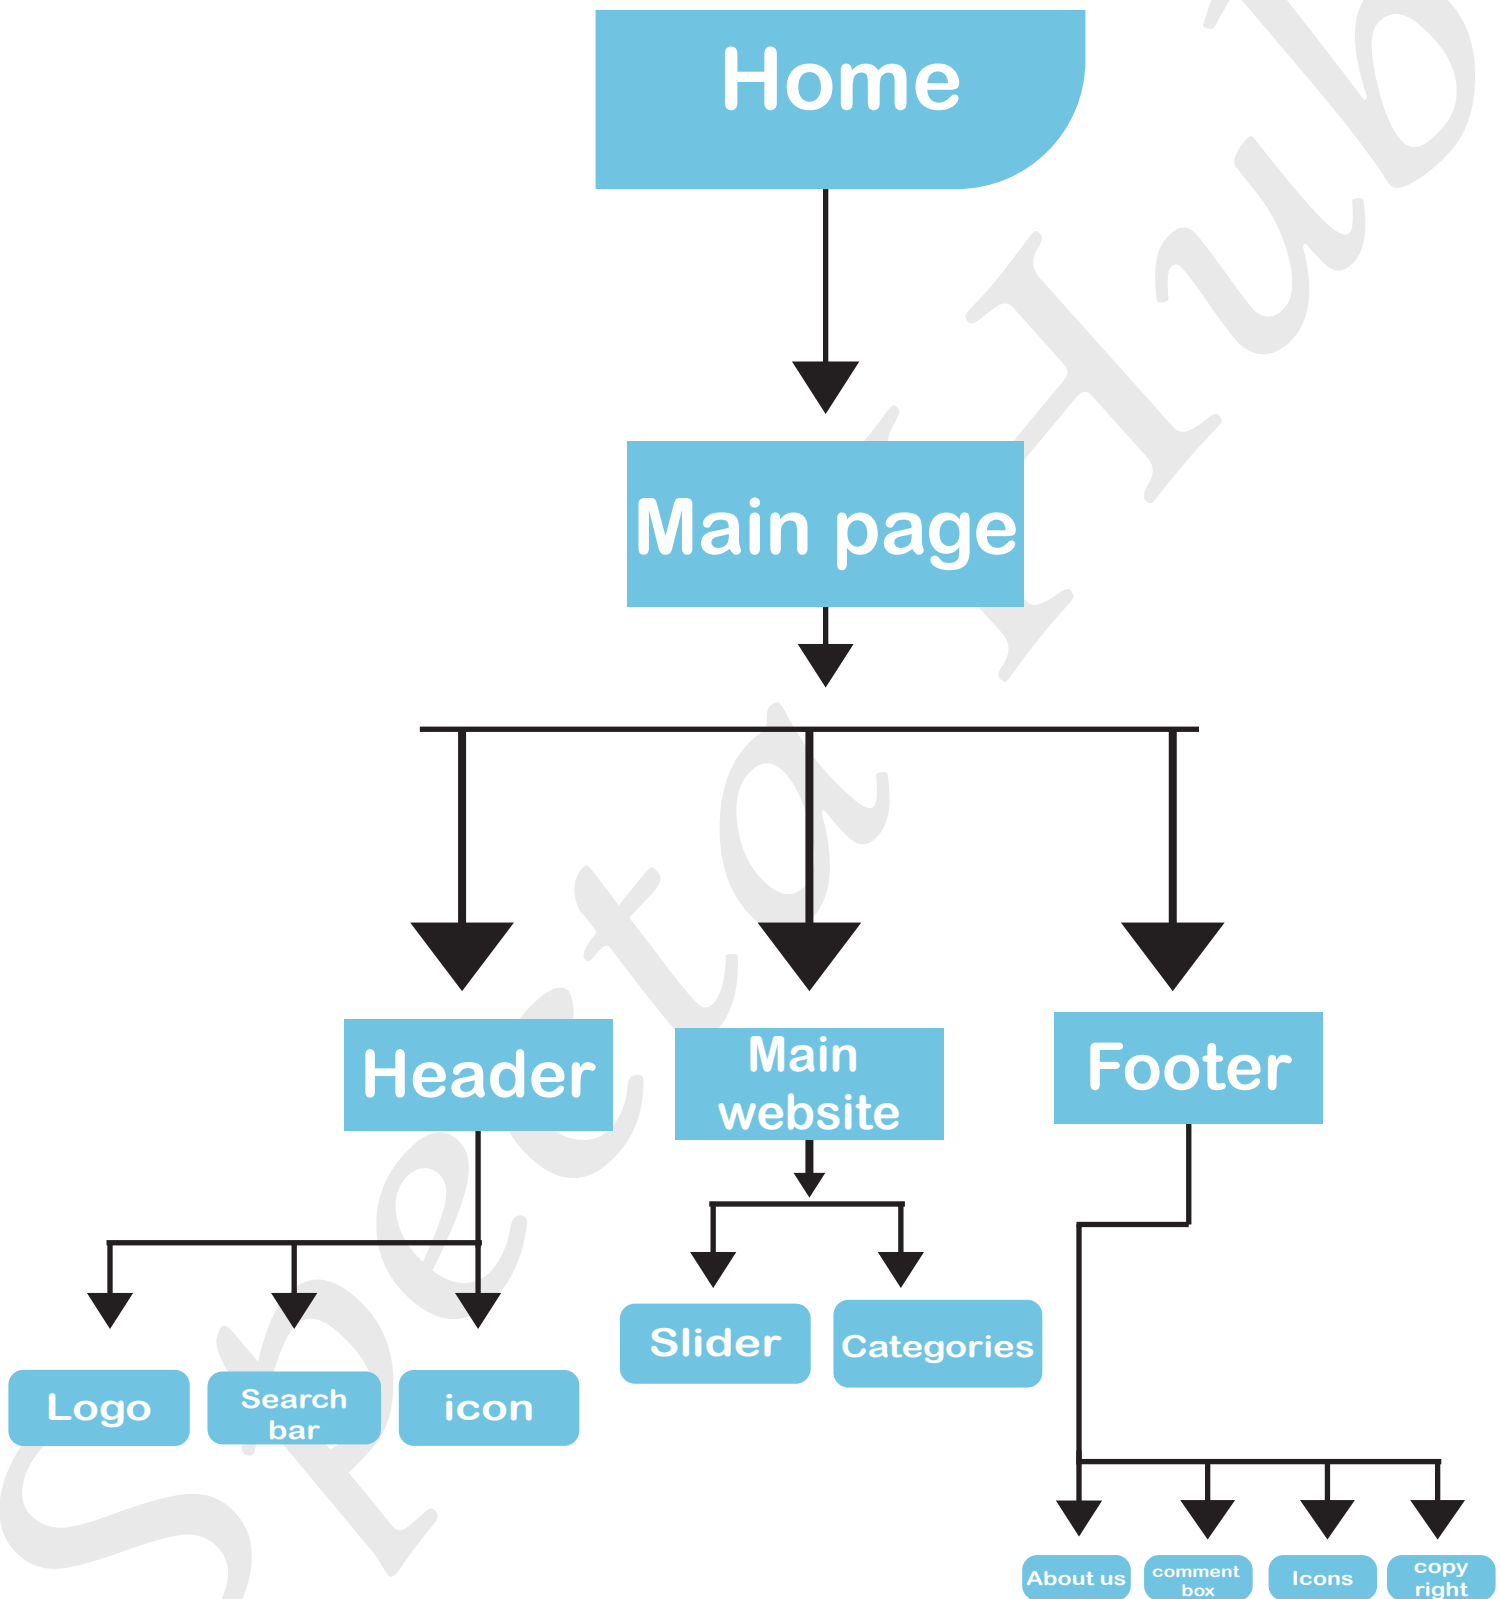 Home
Main page
Header
Main
website
Footer
Slider
Categories
Logo
Search
bar
icon
About us
comment
box
Icons
copy
right
Specta Hub